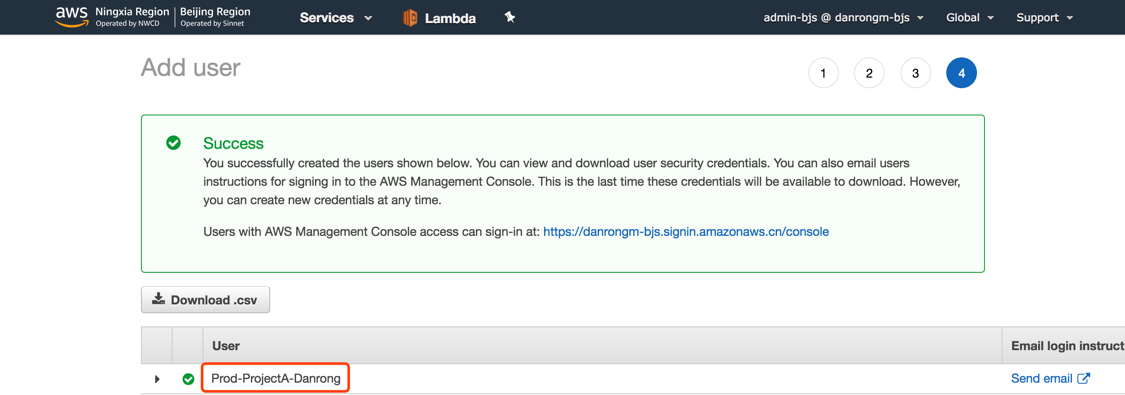 aws Ningxia Region Beijing Region Services Lambda admin-bjs @ danrongm-bjs Global Support
Operated by NWCD Operated by Sinnet
Add user 1 2 3 4
Success
You successfully created the users shown below. You can view and download user security credentials. You can also email users
instructions for signing in to the AWS Management Console. This is the last time these credentials will be available to download. However,
you can create new credentials at any time.
Users with AWS Management Console access can sign-in at: https://danrongm-bjs.signin.amazonaws.cn/console
Download .csv
User Email login instruct
Prod-ProjectA-Danrong Send email